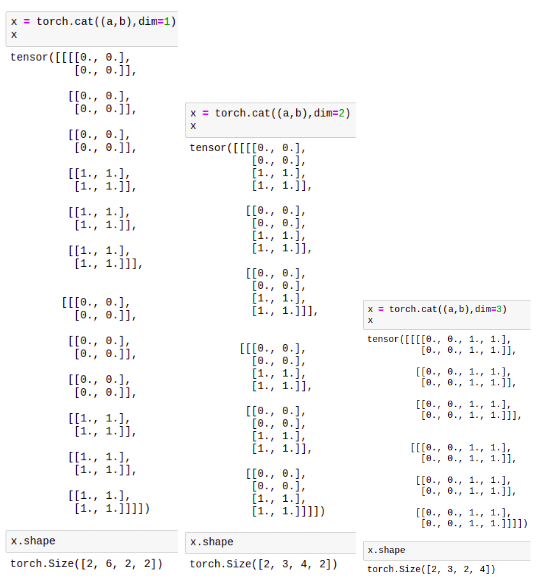 x = torch.cat((a,b),dim=1)
x
tensor([[[[0., 0.],
[0., 0.]],
[[0., 0.],
[0., 0.]],
[[0., 0.],
[0., 0.]],
[[1., 1.],
[1., 1.]],
[[1., 1.],
[1., 1.]],
[[1., 1.],
[1., 1.]]],
[[[0., 0.],
[0., 0.]],
[[0., 0.],
[0., 0.]],
[[0., 0.],
[0., 0.]],
[[1., 1.],
[1., 1.]],
[[1., 1.],
[1., 1.]],
[[1., 1.],
[1., 1.]]]])
x.shape
torch.Size([2, 6, 2, 2])
x = torch.cat((a,b),dim=2)
x
tensor([[[[0., 0.],
[0., 0.],
[1., 1.],
[1., 1.]],
[[0., 0.],
[0., 0.],
[1., 1.],
[1., 1.]],
[[0., 0.],
[0., 0.],
[1., 1.],
[1., 1.]]],
[[[0., 0.],
[0., 0.],
[1., 1.],
[1., 1.]],
[[0., 0.],
[0., 0.],
[1., 1.],
[1., 1.]],
[[0., 0.],
[0., 0.],
[1., 1.],
[1., 1.]]]])
x.shape
torch.Size([2, 3, 4, 2])
x = torch.cat((a,b),dim=3)
x
tensor([[[[0., 0., 1., 1.],
[0., 0., 1., 1.]],
[[0., 0., 1., 1.],
[0., 0., 1., 1.]],
[[0., 0., 1., 1.],
[0., 0., 1., 1.]]],
[[[0., 0., 1., 1.],
[0., 0., 1., 1.]],
[[0., 0., 1., 1.],
[0., 0., 1., 1.]],
[[0., 0., 1., 1.],
[0., 0., 1., 1.]]]])
x.shape
torch.Size([2, 3, 2, 4])